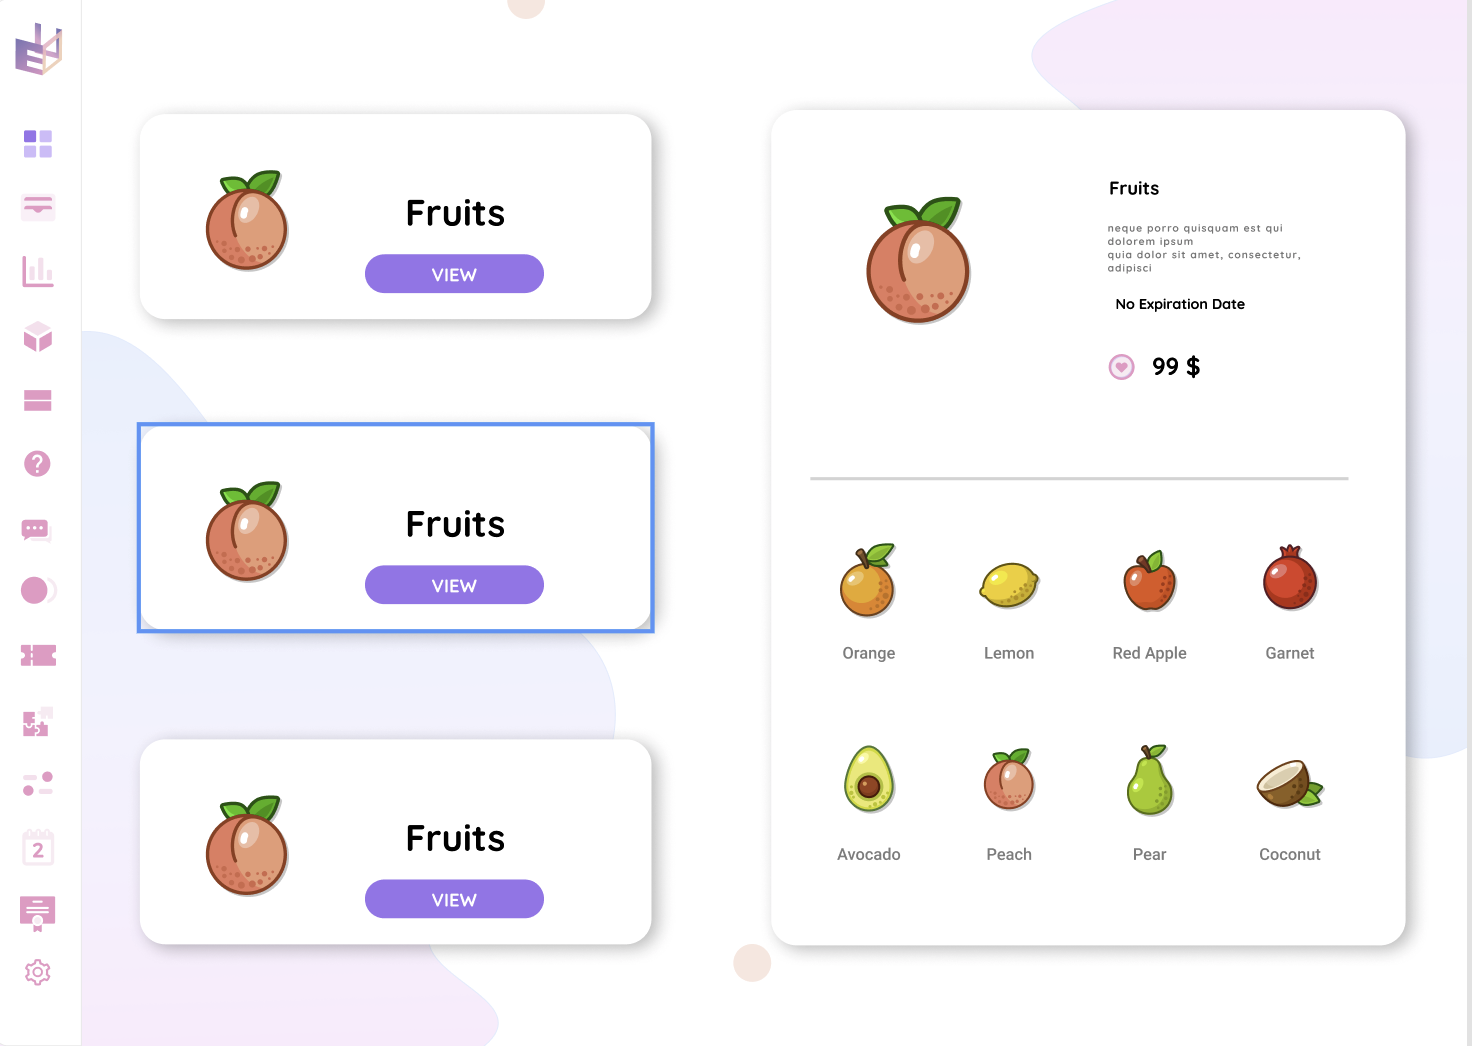 Fruits
VIEW
Fruits
VIEW
Fruits
VIEW
2
Fruits
neque porro quisquam est qui
dolorem ipsum
quia dolor sit amet, consectetur,
adipisci
No Expiration Date
99 $
Orange
Lemon
Red Apple
Garnet
Avocado
Peach
Pear
Coconut